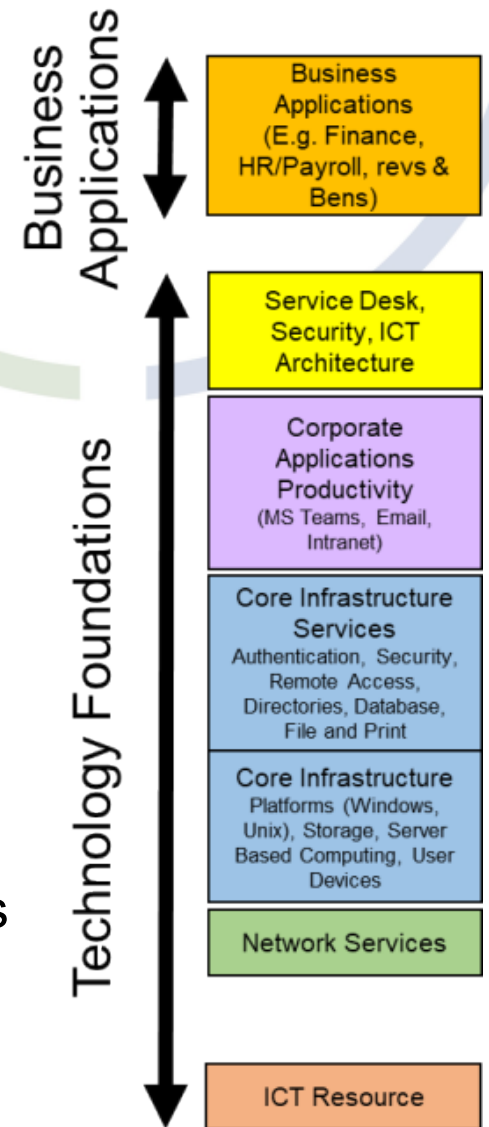 Business
Applications
Business
Applications
(E.g. Finance,
HR/Payroll, revs &
Bens)
Technology Foundations
Service Desk,
Security, ICT
Architecture
Corporate
Applications
Productivity
(MS Teams, Email,
Intranet)
Core Infrastructure
Services
Authentication, Security,
Remote Access,
Directories, Database,
File and Print
Core Infrastructure
Platforms (Windows,
Unix), Storage, Server
Based Computing, User
Devices
s
Network Services
ICT Resource